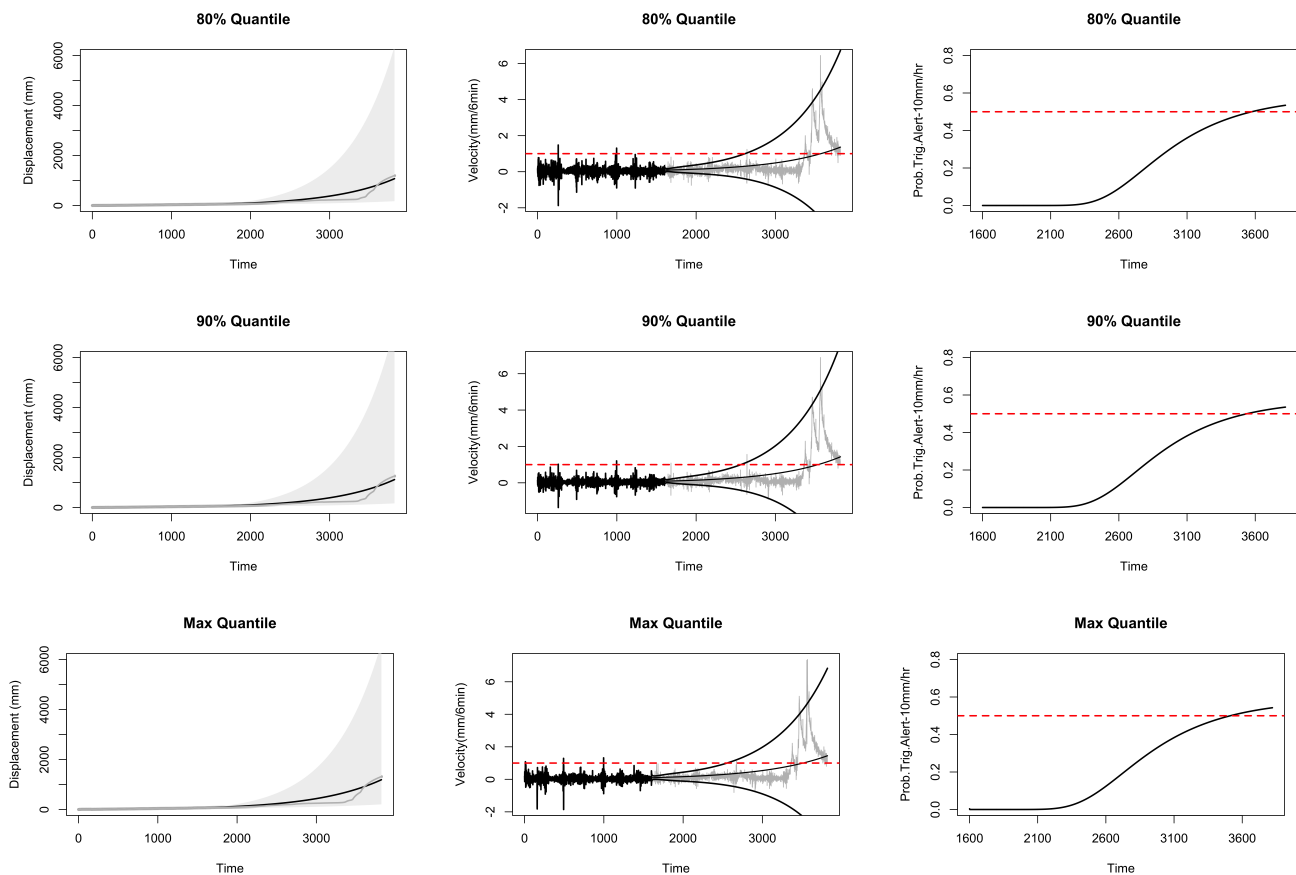 80% Quantile
80% Quantile
80% Quantile
Displacement (mm)
0 2000 4000 6000
0 1000 2000 3000
Time
Velocity(mm/6min)
-2 0 2 4 6
0 1000 2000 3000
Time
Prob.Trig.Alert-10mm/hr
0.0 0.2 0.4 0.6 0.8
1600 2100 2600 3100 3600
Time
90% Quantile
90% Quantile
90% Quantile
Displacement (mm)
0 2000 4000 6000
0 1000 2000 3000
Time
Velocity(mm/6min)
0 2 4 6
0 1000 2000 3000
Time
Prob.Trig.Alert-10mm/hr
0.0 0.2 0.4 0.6 0.8
1600 2100 2600 3100 3600
Time
Max Quantile
Max Quantile
Max Quantile
Displacement (mm)
0 2000 4000 6000
0 1000 2000 3000
Time
Velocity(mm/6min)
-2 0 2 4 6
0 1000 2000 3000
Time
Prob.Trig.Alert-10mm/hr
0.0 0.2 0.4 0.6 0.8
1600 2100 2600 3100 3600
Time